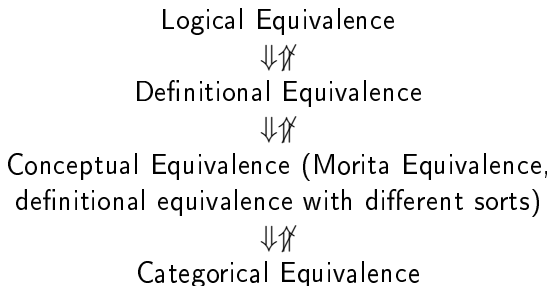 Logical Equivalence
⇓⇑̸
Definitional Equivalence
⇓⇑̸
Conceptual Equivalence (Morita Equivalence,
definitional equivalence with different sorts)
⇓⇑̸
Categorical Equivalence